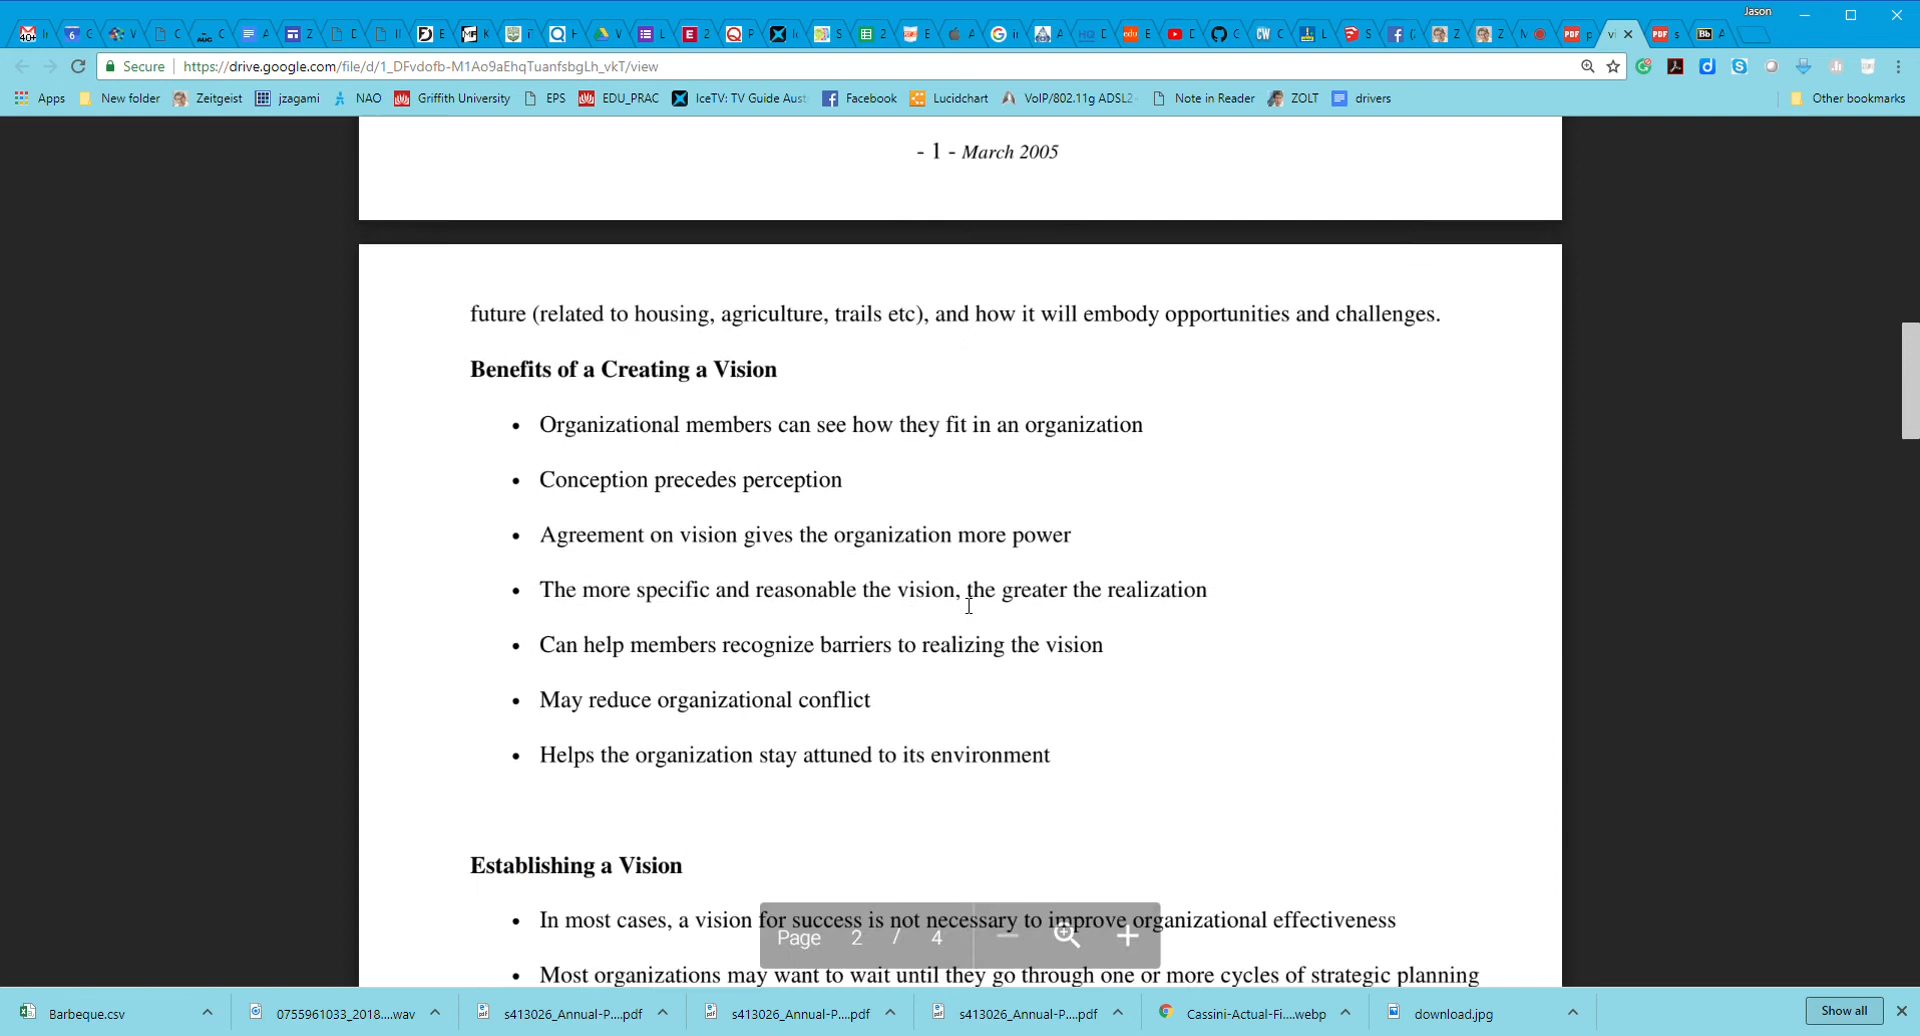 Jason
Secure https://drive.google.com/file/d/1_DFvdofb-M1Ao9aEhqTuanfsbgLh_vkT/view
Apps New folder Zeitgeist jzagami NAO Griffith University EPS EDU_PRAC IceTV: TV Guide Aust Facebook Lucidchart VoIP/802.11g ADSL2- Note in Reader ZOLT drivers Other bookmarks
- 1 - March 2005
future (related to housing, agriculture, trails etc), and how it will embody opportunities and challenges.
Benefits of a Creating a Vision
• Organizational members can see how they fit in an organization
• Conception precedes perception
• Agreement on vision gives the organization more power
• The more specific and reasonable the vision, the greater the realization
• Can help members recognize barriers to realizing the vision
• May reduce organizational conflict
• Helps the organization stay attuned to its environment
Establishing a Vision
• In most cases, a vision for success is not necessary to improve organizational effectiveness
Page 2 / 4
• Most organizations may want to wait until they go through one or more cycles of strategic planning
Barbeque.csv 0755961033_2018....wav s413026_Annual-P....pdf s413026_Annual-P....pdf s413026_Annual-P....pdf Cassini-Actual-Fi....webp download.jpg Show all